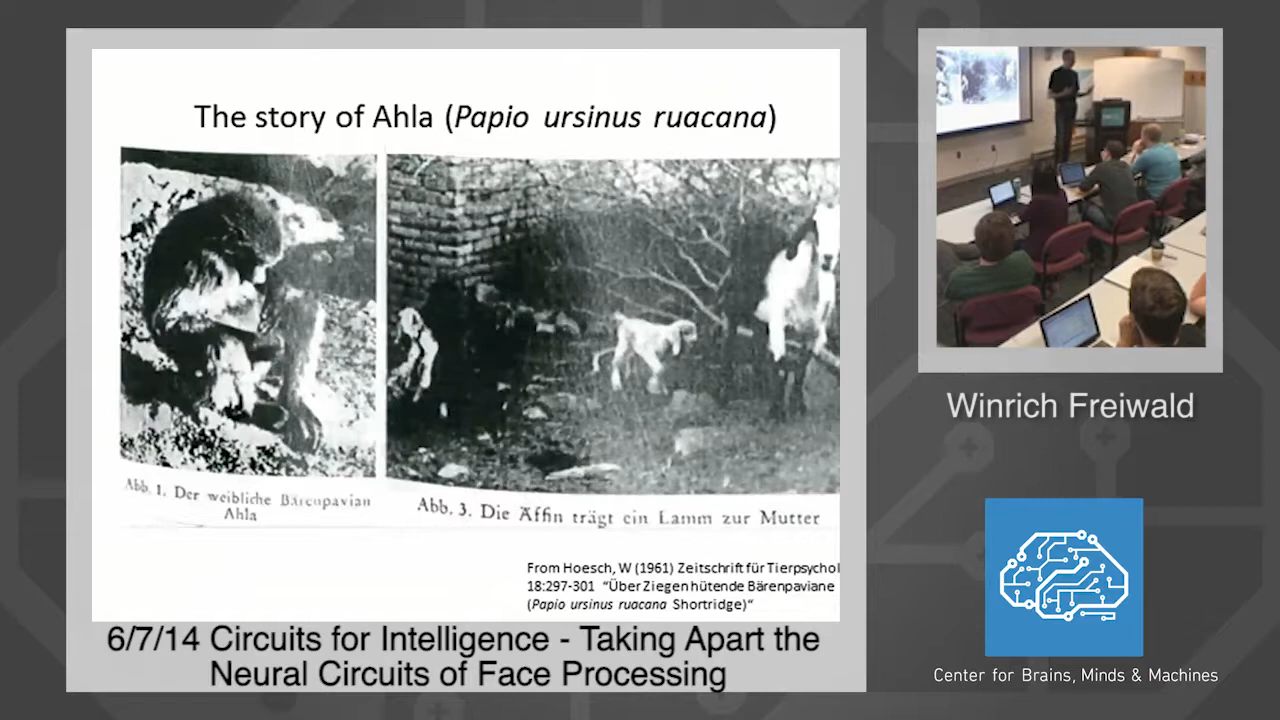 The story of Ahla (Papio ursinus ruacana)
Abb. 1. Der weibliche Bärenpavian
Ahla
Abb. 3. Die Äffin trägt ein Lamm zur Mutter
From Hoesch, W (1961) Zeitschrift für Tierpsychol
18:297-301 "Über Ziegen hütende Bärenpaviane
(Papio ursinus ruacana Shortridge)"
6/7/14 Circuits for Intelligence - Taking Apart the
Neural Circuits of Face Processing
Winrich Freiwald
Center for Brains, Minds & Machines